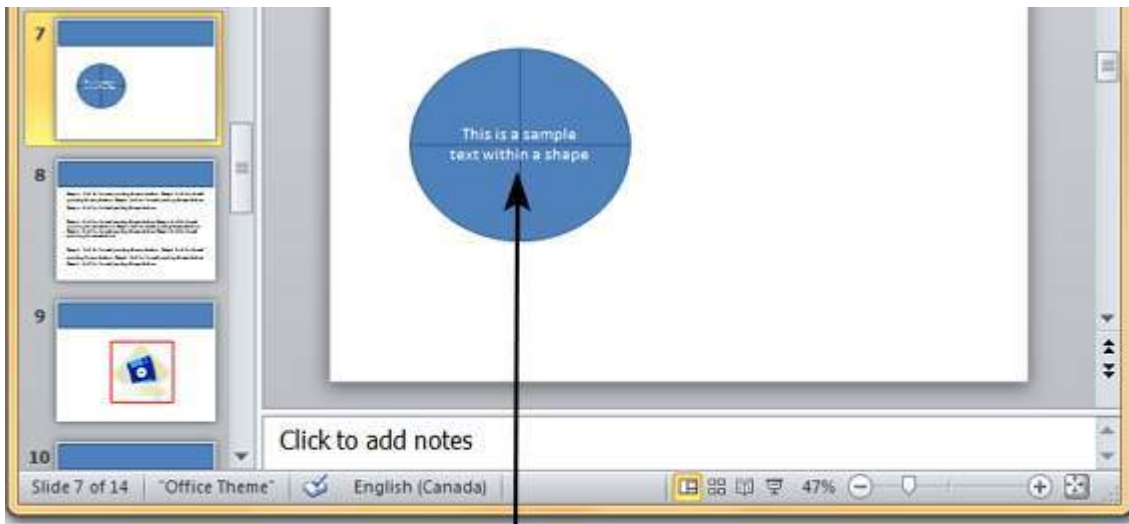 7
8
9
10
This is a sample
text within a shape
Click to add notes
Slide 7 of 14
"Office Theme"
English (Canada)
47%